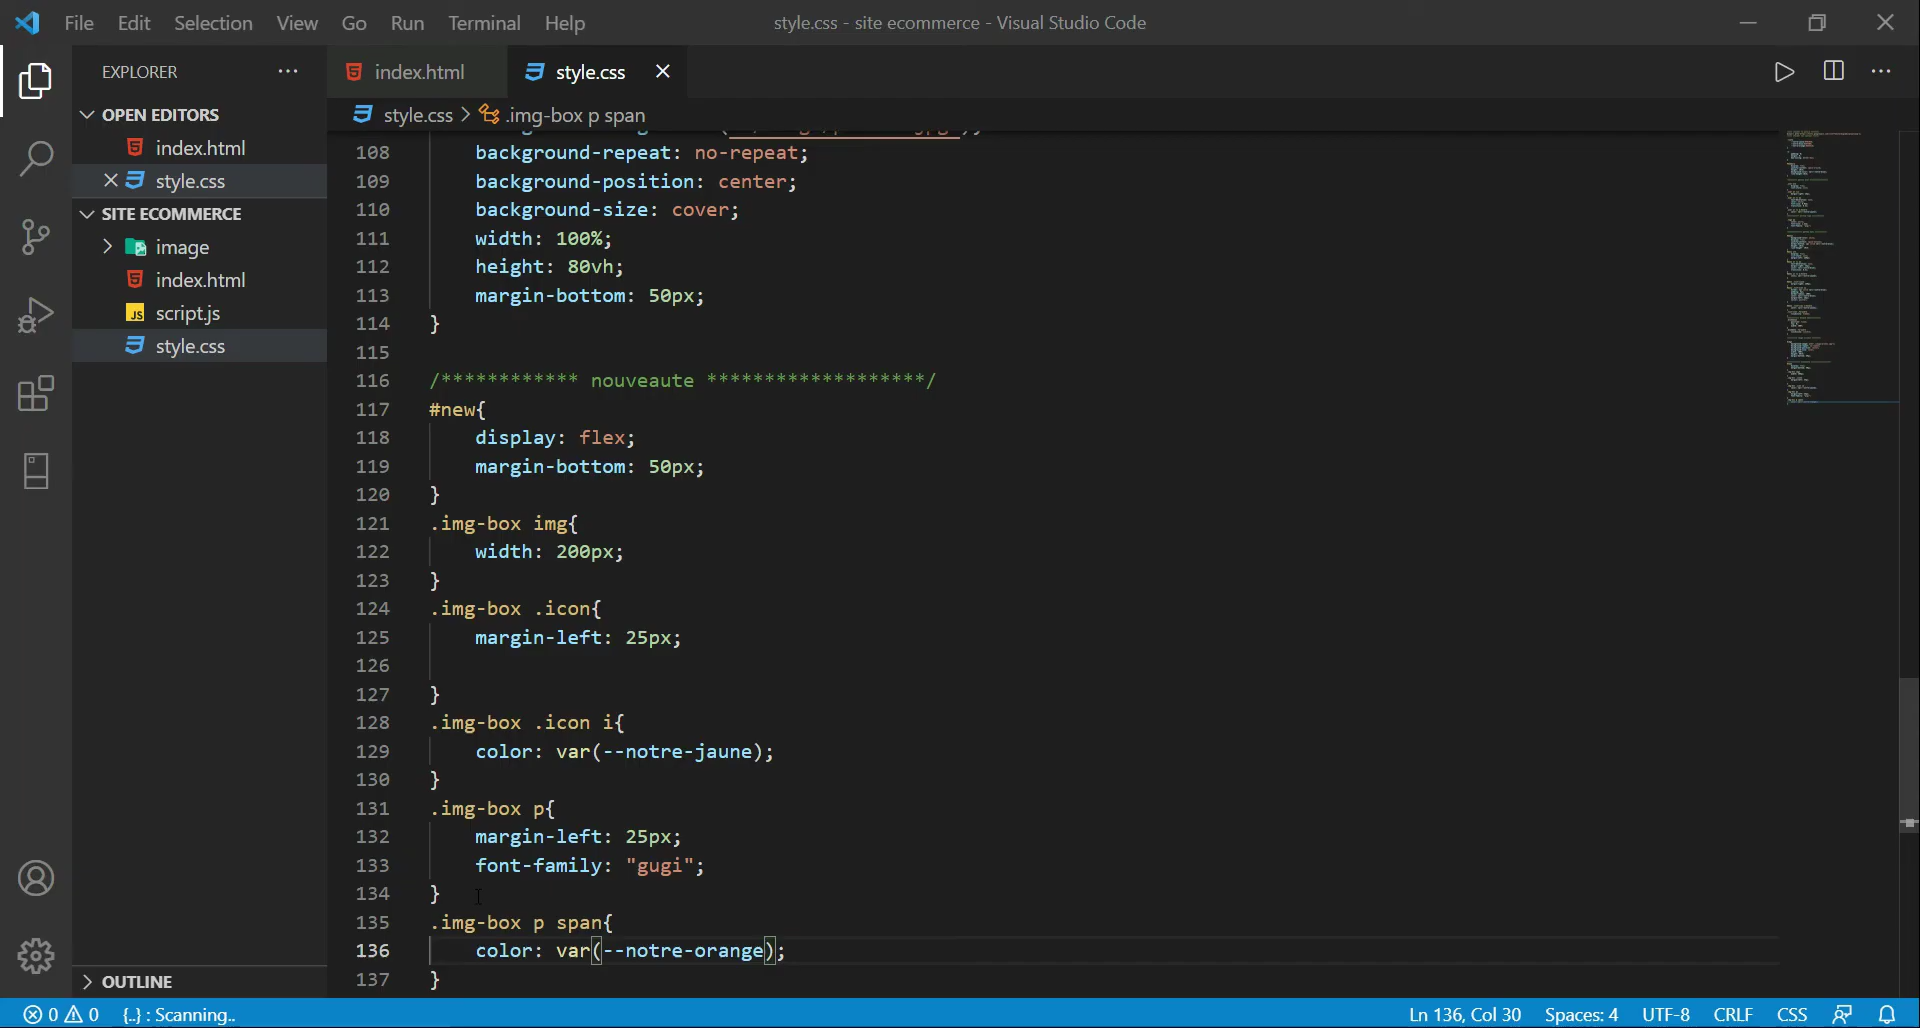 File Edit Selection View Go Run Terminal Help
style.css - site ecommerce - Visual Studio Code
EXPLORER
OPEN EDITORS
index.html
style.css
SITE ECOMMERCE
image
index.html
JS script.js
style.css
OUTLINE
index.html
style.css
style.css > .img-box p span
108 background-repeat: no-repeat;
109 background-position: center;
110 background-size: cover;
111 width: 100%;
112 height: 80vh;
113 margin-bottom: 50px;
114 }
115
116 /************ nouveaute *******************/
117 #new{
118 display: flex;
119 margin-bottom: 50px;
120 }
121 .img-box img{
122 width: 200px;
123 }
124 .img-box .icon{
125 margin-left: 25px;
126
127 }
128 .img-box .icon i{
129 color: var(--notre-jaune);
130 }
131 .img-box p{
132 margin-left: 25px;
133 font-family: "gugi";
134 }
135 .img-box p span{
136 color: var(--notre-orange);
137 }
0 0 {..} : Scanning.. Ln 136, Col 30 Spaces: 4 UTF-8 CRLF CSS